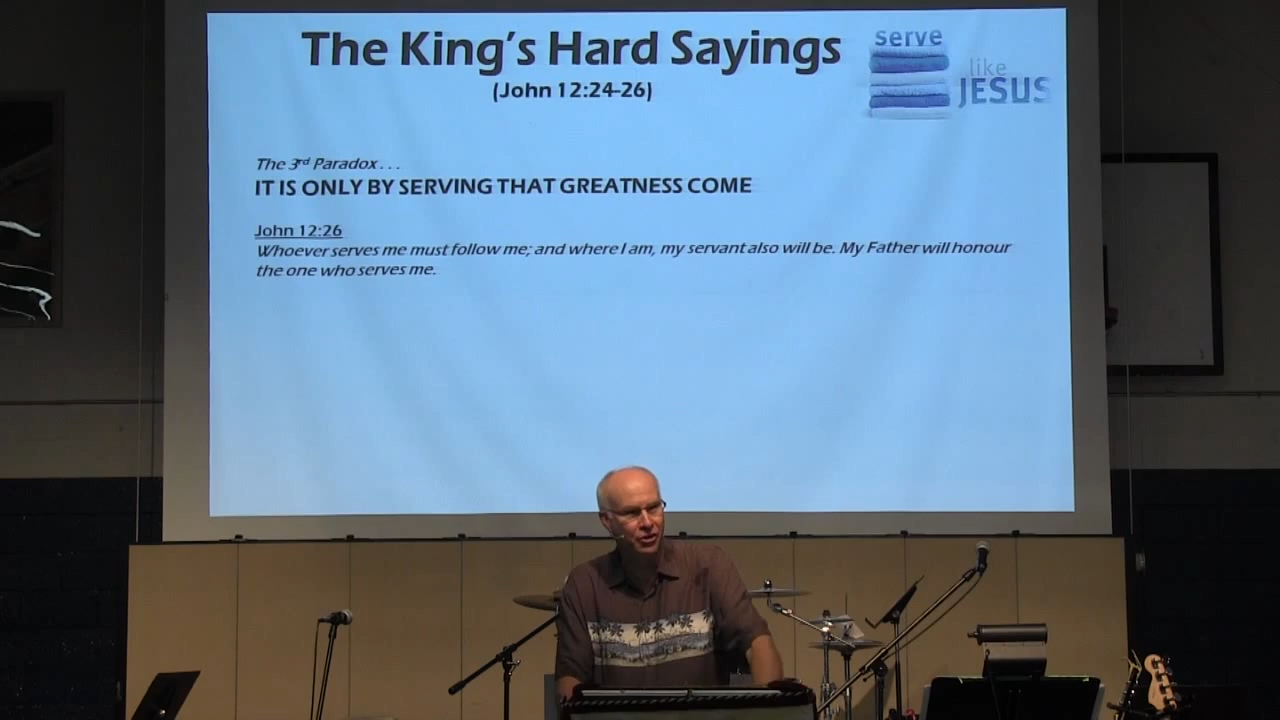 The King's Hard Sayings
(John 12:24-26)
serve
like
JESUS
The 3rd Paradox . . .
IT IS ONLY BY SERVING THAT GREATNESS COME
John 12:26
Whoever serves me must follow me; and where I am, my servant also will be. My Father will honour
the one who serves me.